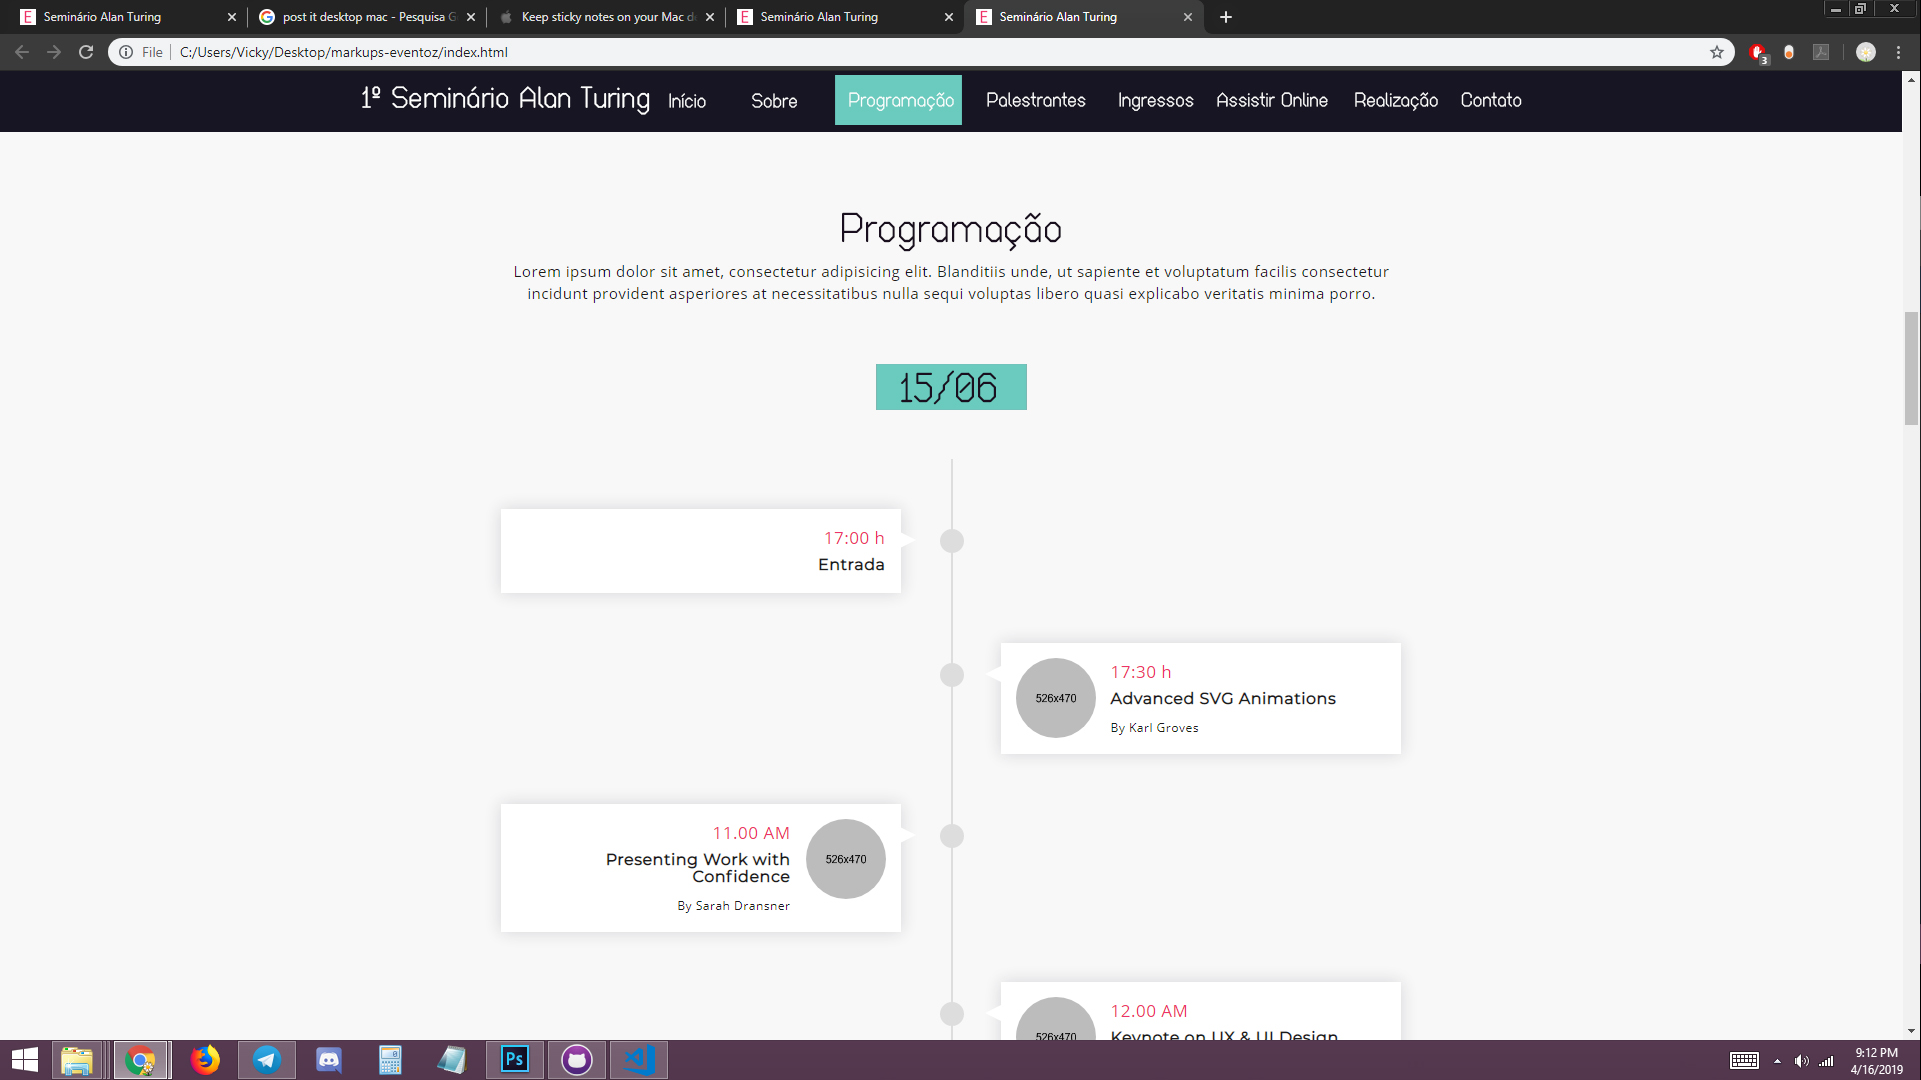 Seminário Alan Turing
post it desktop mac - Pesquisa G
Keep sticky notes on your Mac d
Seminário Alan Turing
Seminário Alan Turing
File
C:/Users/Vicky/Desktop/markups-eventoz/index.html
3
1º Seminário Alan Turing
Início
Sobre
Programação
Palestrantes
Ingressos
Assistir Online
Realização
Contato
Programação
Lorem ipsum dolor sit amet, consectetur adipisicing elit. Blanditiis unde, ut sapiente et voluptatum facilis consectetur
incidunt provident asperiores at necessitatibus nulla sequi voluptas libero quasi explicabo veritatis minima porro.
15/06
17:00 h
Entrada
526x470
17:30 h
Advanced SVG Animations
By Karl Groves
11.00 AM
Presenting Work with
Confidence
By Sarah Dransner
526x470
526x470
12.00 AM
Keynote on UX & UI Design
Ps
9:12 PM
4/16/2019